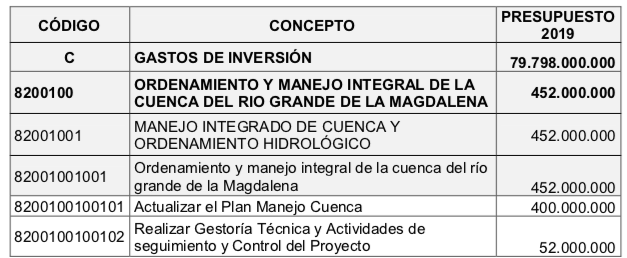 CÓDIGO CONCEPTO PRESUPUESTO
2019
C GASTOS DE INVERSIÓN 79.798.000.000
8200100 ORDENAMIENTO Y MANEJO INTEGRAL DE LA
CUENCA DEL RIO GRANDE DE LA MAGDALENA 452.000.000
82001001 MANEJO INTEGRADO DE CUENCA Y
ORDENAMIENTO HIDROLÓGICO 452.000.000
82001001001 Ordenamiento y manejo integral de la cuenca del río
grande de la Magdalena 452.000.000
8200100100101 Actualizar el Plan Manejo Cuenca 400.000.000
8200100100102 Realizar Gestoría Técnica y Actividades de
seguimiento y Control del Proyecto 52.000.000